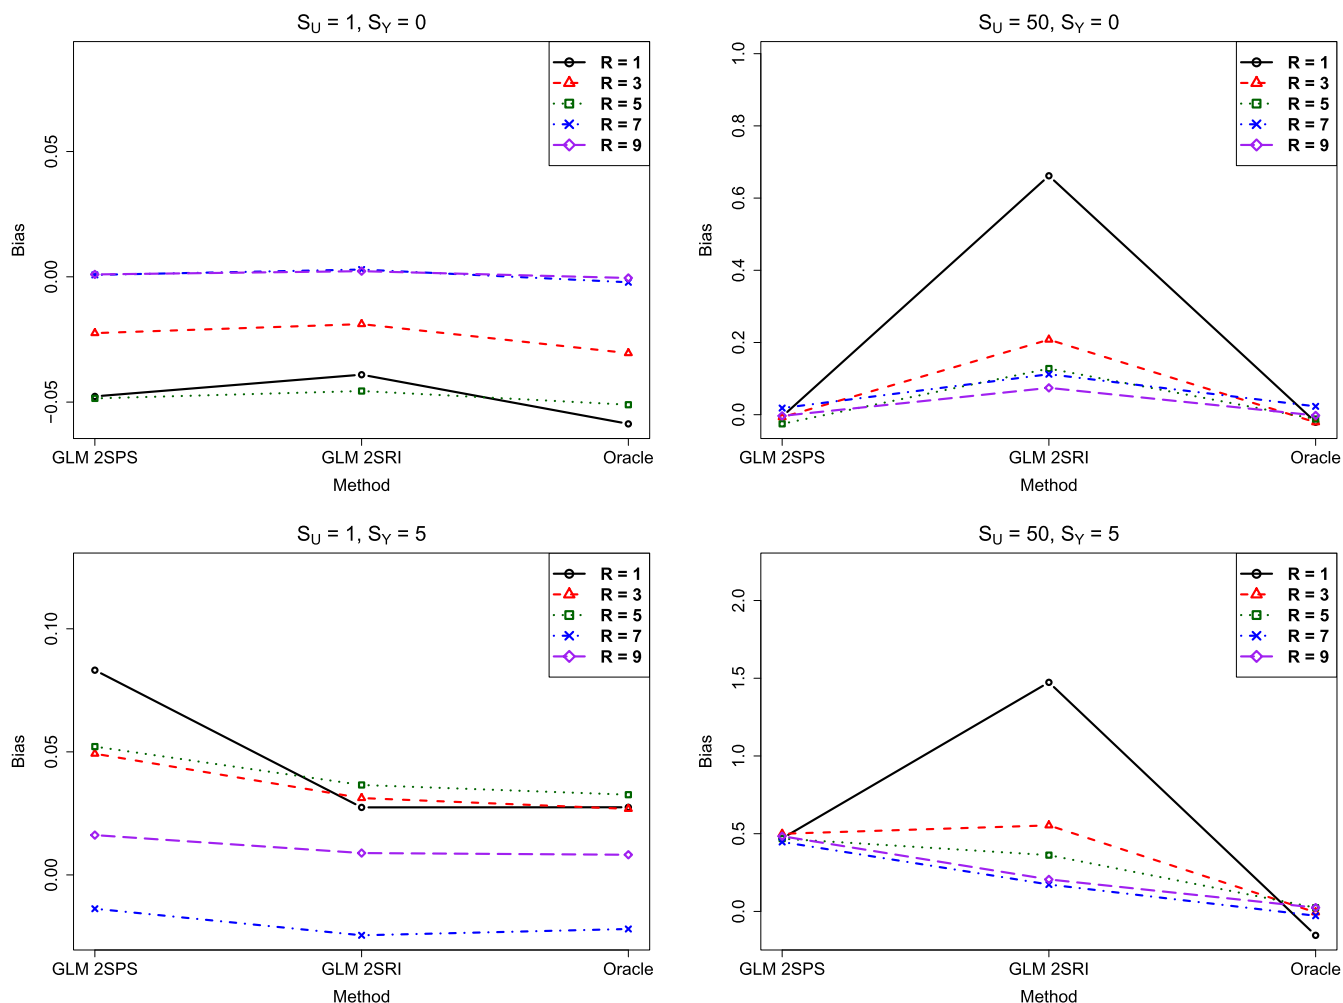 S_U = 1, S_Y = 0
Bias
0.05
0.00
−0.05
R = 1
R = 3
R = 5
R = 7
R = 9
GLM 2SPS
GLM 2SRI
Oracle
Method
S_U = 50, S_Y = 0
Bias
1.0
0.8
0.6
0.4
0.2
0.0
R = 1
R = 3
R = 5
R = 7
R = 9
GLM 2SPS
GLM 2SRI
Oracle
Method
S_U = 1, S_Y = 5
Bias
0.10
0.05
0.00
R = 1
R = 3
R = 5
R = 7
R = 9
GLM 2SPS
GLM 2SRI
Oracle
Method
S_U = 50, S_Y = 5
Bias
2.0
1.5
1.0
0.5
0.0
R = 1
R = 3
R = 5
R = 7
R = 9
GLM 2SPS
GLM 2SRI
Oracle
Method